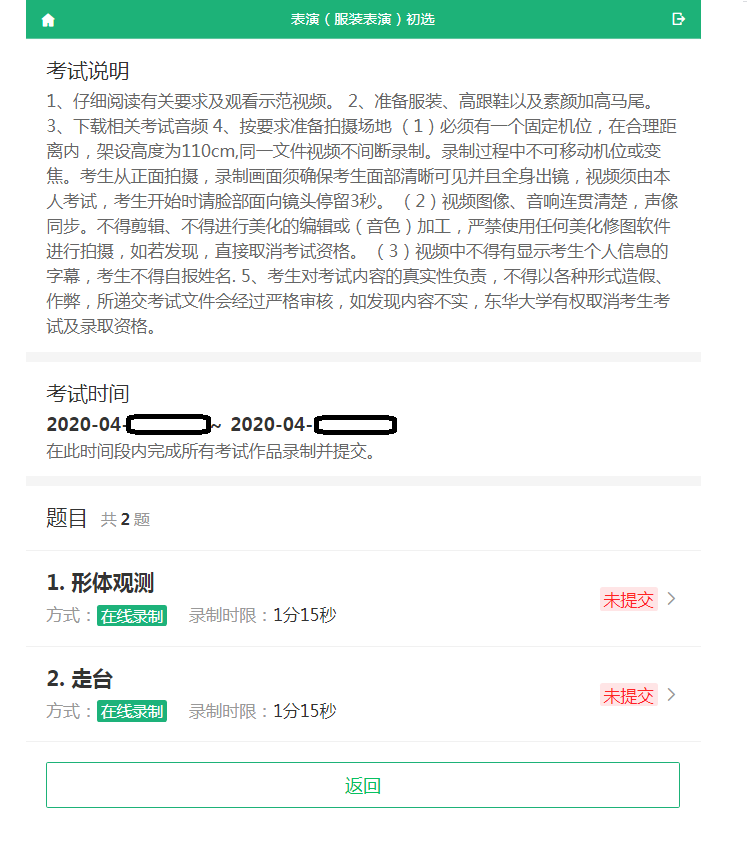 表演（服装表演）初选
考试说明
1、仔细阅读有关要求及观看示范视频。 2、准备服装、高跟鞋以及素颜加高马尾。
3、下载相关考试音频 4、按要求准备拍摄场地（1）必须有一个固定机位，在合理距
离内，架设高度为110cm,同一文件视频不间断录制。录制过程中不可移动机位或变
焦。考生从正面拍摄，录制画面须确保考生面部清晰可见并且全身出镜，视频须由本
人考试，考生开始时请脸部面向镜头停留3秒。（2）视频图像、音响连贯清楚，声像
同步。不得剪辑、不得进行美化的编辑或（音色）加工，严禁使用任何美化修图软件
进行拍摄，如若发现，直接取消考试资格。（3）视频中不得有显示考生个人信息的
字幕，考生不得自报姓名. 5、考生对考试内容的真实性负责，不得以各种形式造假、
作弊，所递交考试文件会经过严格审核，如发现内容不实，东华大学有权取消考生考
试及录取资格。
考试时间
2020-04- ~ 2020-04-
在此时间段内完成所有考试作品录制并提交。
题目 共 2 题
1. 形体观测
方式：在线录制 录制时限：1分15秒
未提交
2. 走台
方式：在线录制 录制时限：1分15秒
未提交
返回